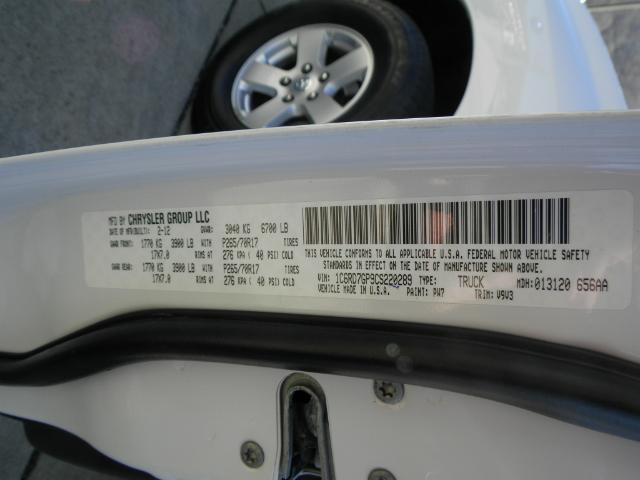 MFD BY CHRYSLER GROUP LLC
DATE OF MFR(BUILT): 2-12 GVWR: 3040 KG 6700 LB
GAWR FRONT: 1770 KG 3900 LB WITH P265/70R17 TIRES
17X7.0 RIMS AT 276 KPA ( 40 PSI) COLD
GAWR REAR: 1770 KG 3900 LB WITH P265/70R17 TIRES
17X7.0 RIMS AT 276 KPA ( 40 PSI) COLD
THIS VEHICLE CONFORMS TO ALL APPLICABLE U.S.A. FEDERAL MOTOR VEHICLE SAFETY
STANDARDS IN EFFECT ON THE DATE OF MANUFACTURE SHOWN ABOVE.
VIN: 1C6RD7GP9CS220289 TYPE: TRUCK MDH: 013120 656AA
VEHICLE MADE IN U.S.A. PAINT: PW7 TRIM: V9V3